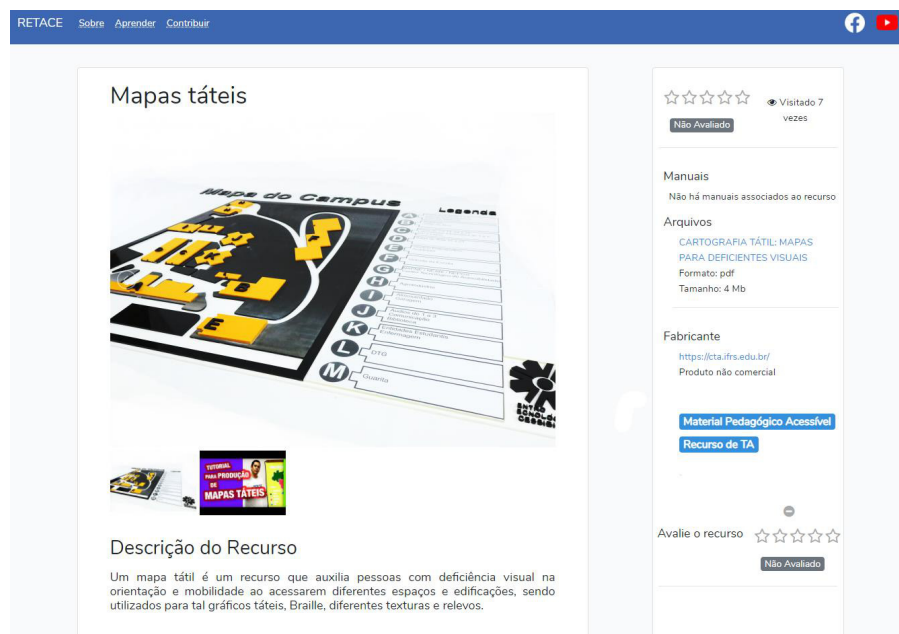 RETACE Sobre Aprender Contribuir
Mapas táteis
Mapa do Campus
Legenda
A
B
C
D
E
F
G
H
I
J
K
L
M
Entidades Estudantis
Enfermagem
DTG
Guarita
TUTORIAL
PARA PRODUÇÃO
DE
MAPAS TÁTEIS
Descrição do Recurso
Um mapa tátil é um recurso que auxilia pessoas com deficiência visual na
orientação e mobilidade ao acessarem diferentes espaços e edificações, sendo
utilizados para tal gráficos táteis, Braille, diferentes texturas e relevos.
Visitado 7
vezes
Não Avaliado
Manuais
Não há manuais associados ao recurso
Arquivos
CARTOGRAFIA TÁTIL: MAPAS
PARA DEFICIENTES VISUAIS
Formato: pdf
Tamanho: 4 Mb
Fabricante
https://cta.ifrs.edu.br/
Produto não comercial
Material Pedagógico Acessível
Recurso de TA
Avalie o recurso
Não Avaliado